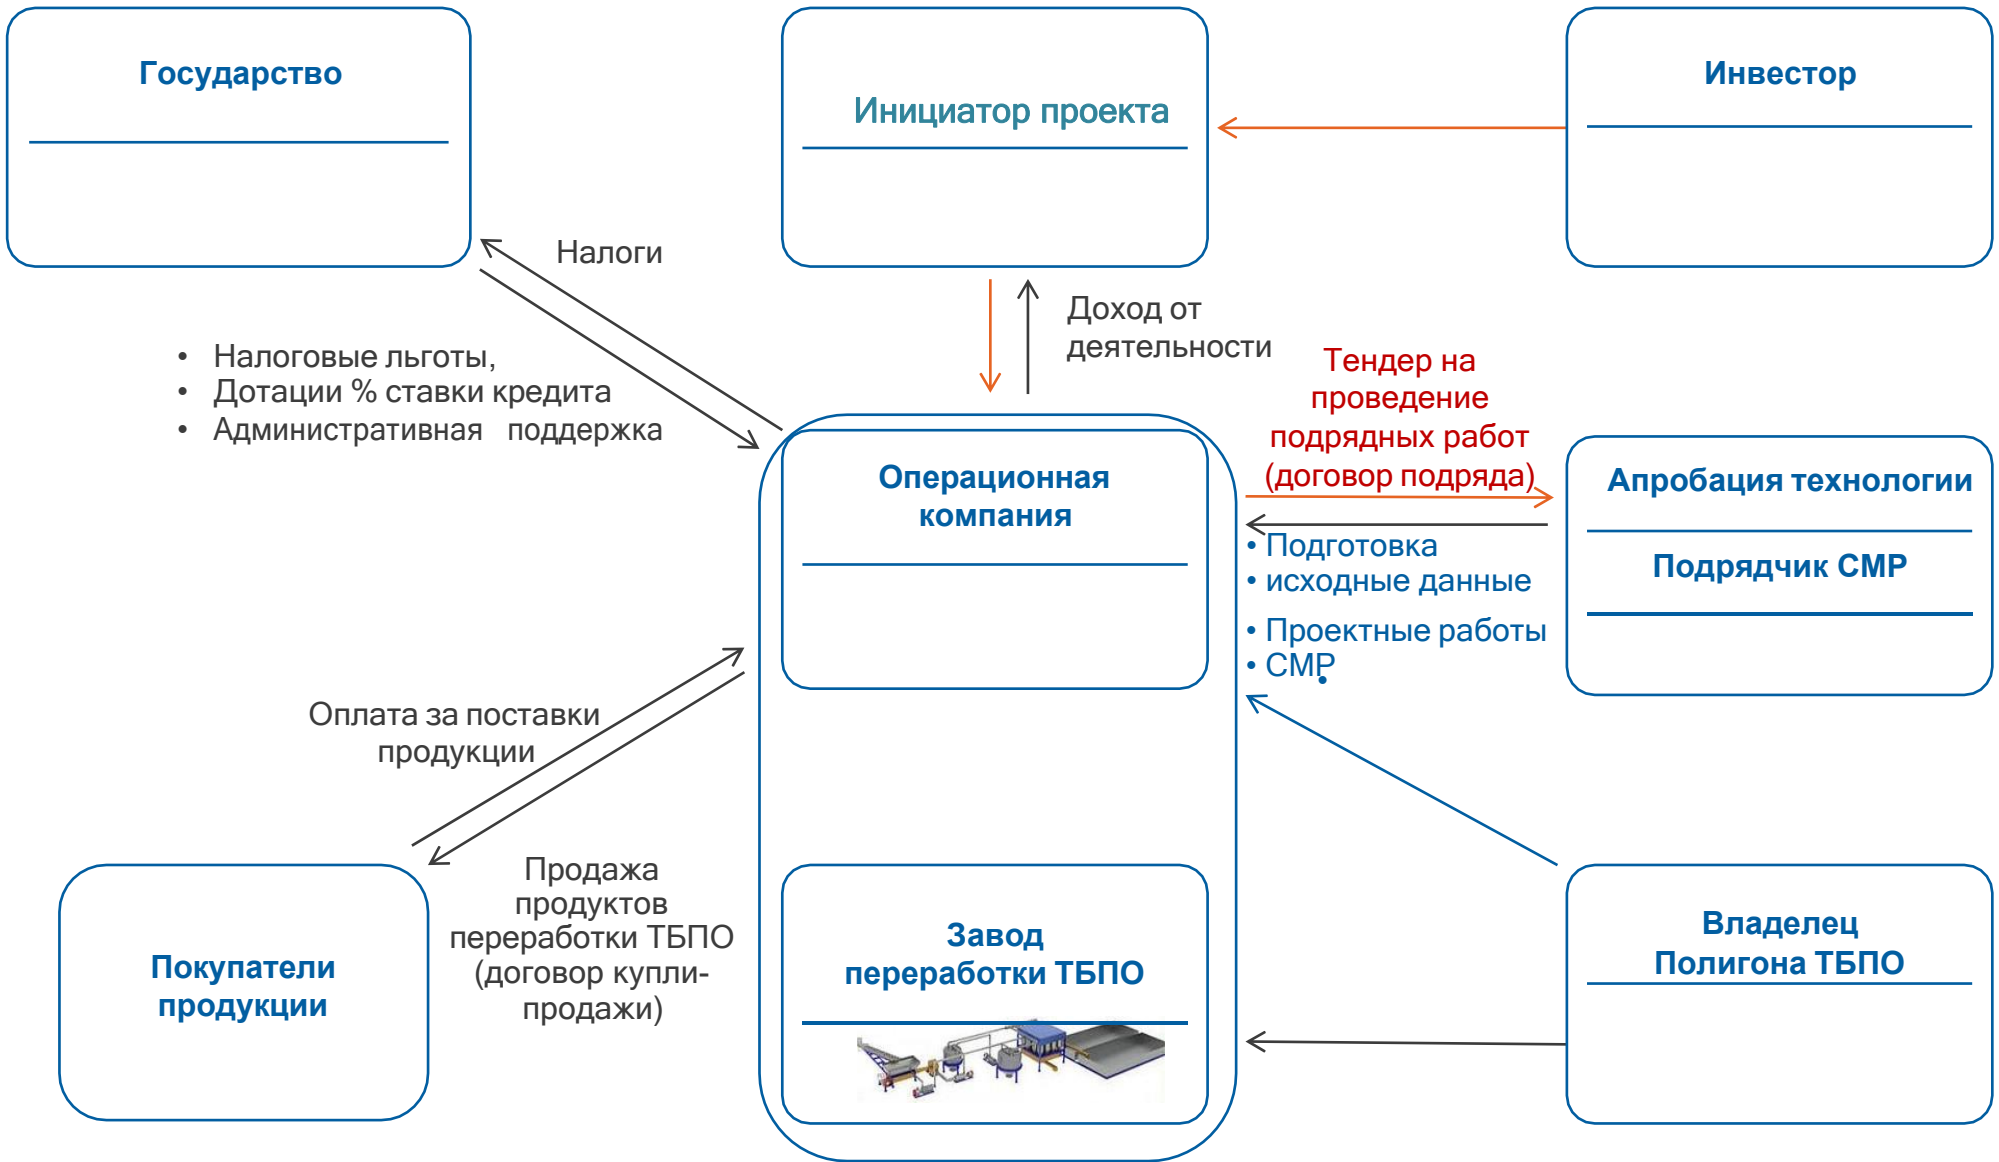 Государство
Инициатор проекта
Инвестор
Налоги
• Налоговые льготы,
• Дотации % ставки кредита
• Административная поддержка
Доход от
деятельности
Тендер на
проведение
подрядных работ
(договор подряда)
Операционная
компания
Апробация технологии
Подрядчик СМР
• Подготовка
• исходные данные
• Проектные работы
• СМР
•
Оплата за поставки
продукции
Продажа
продуктов
переработки ТБПО
(договор купли-
продажи)
Покупатели
продукции
Завод
переработки ТБПО
Владелец
Полигона ТБПО